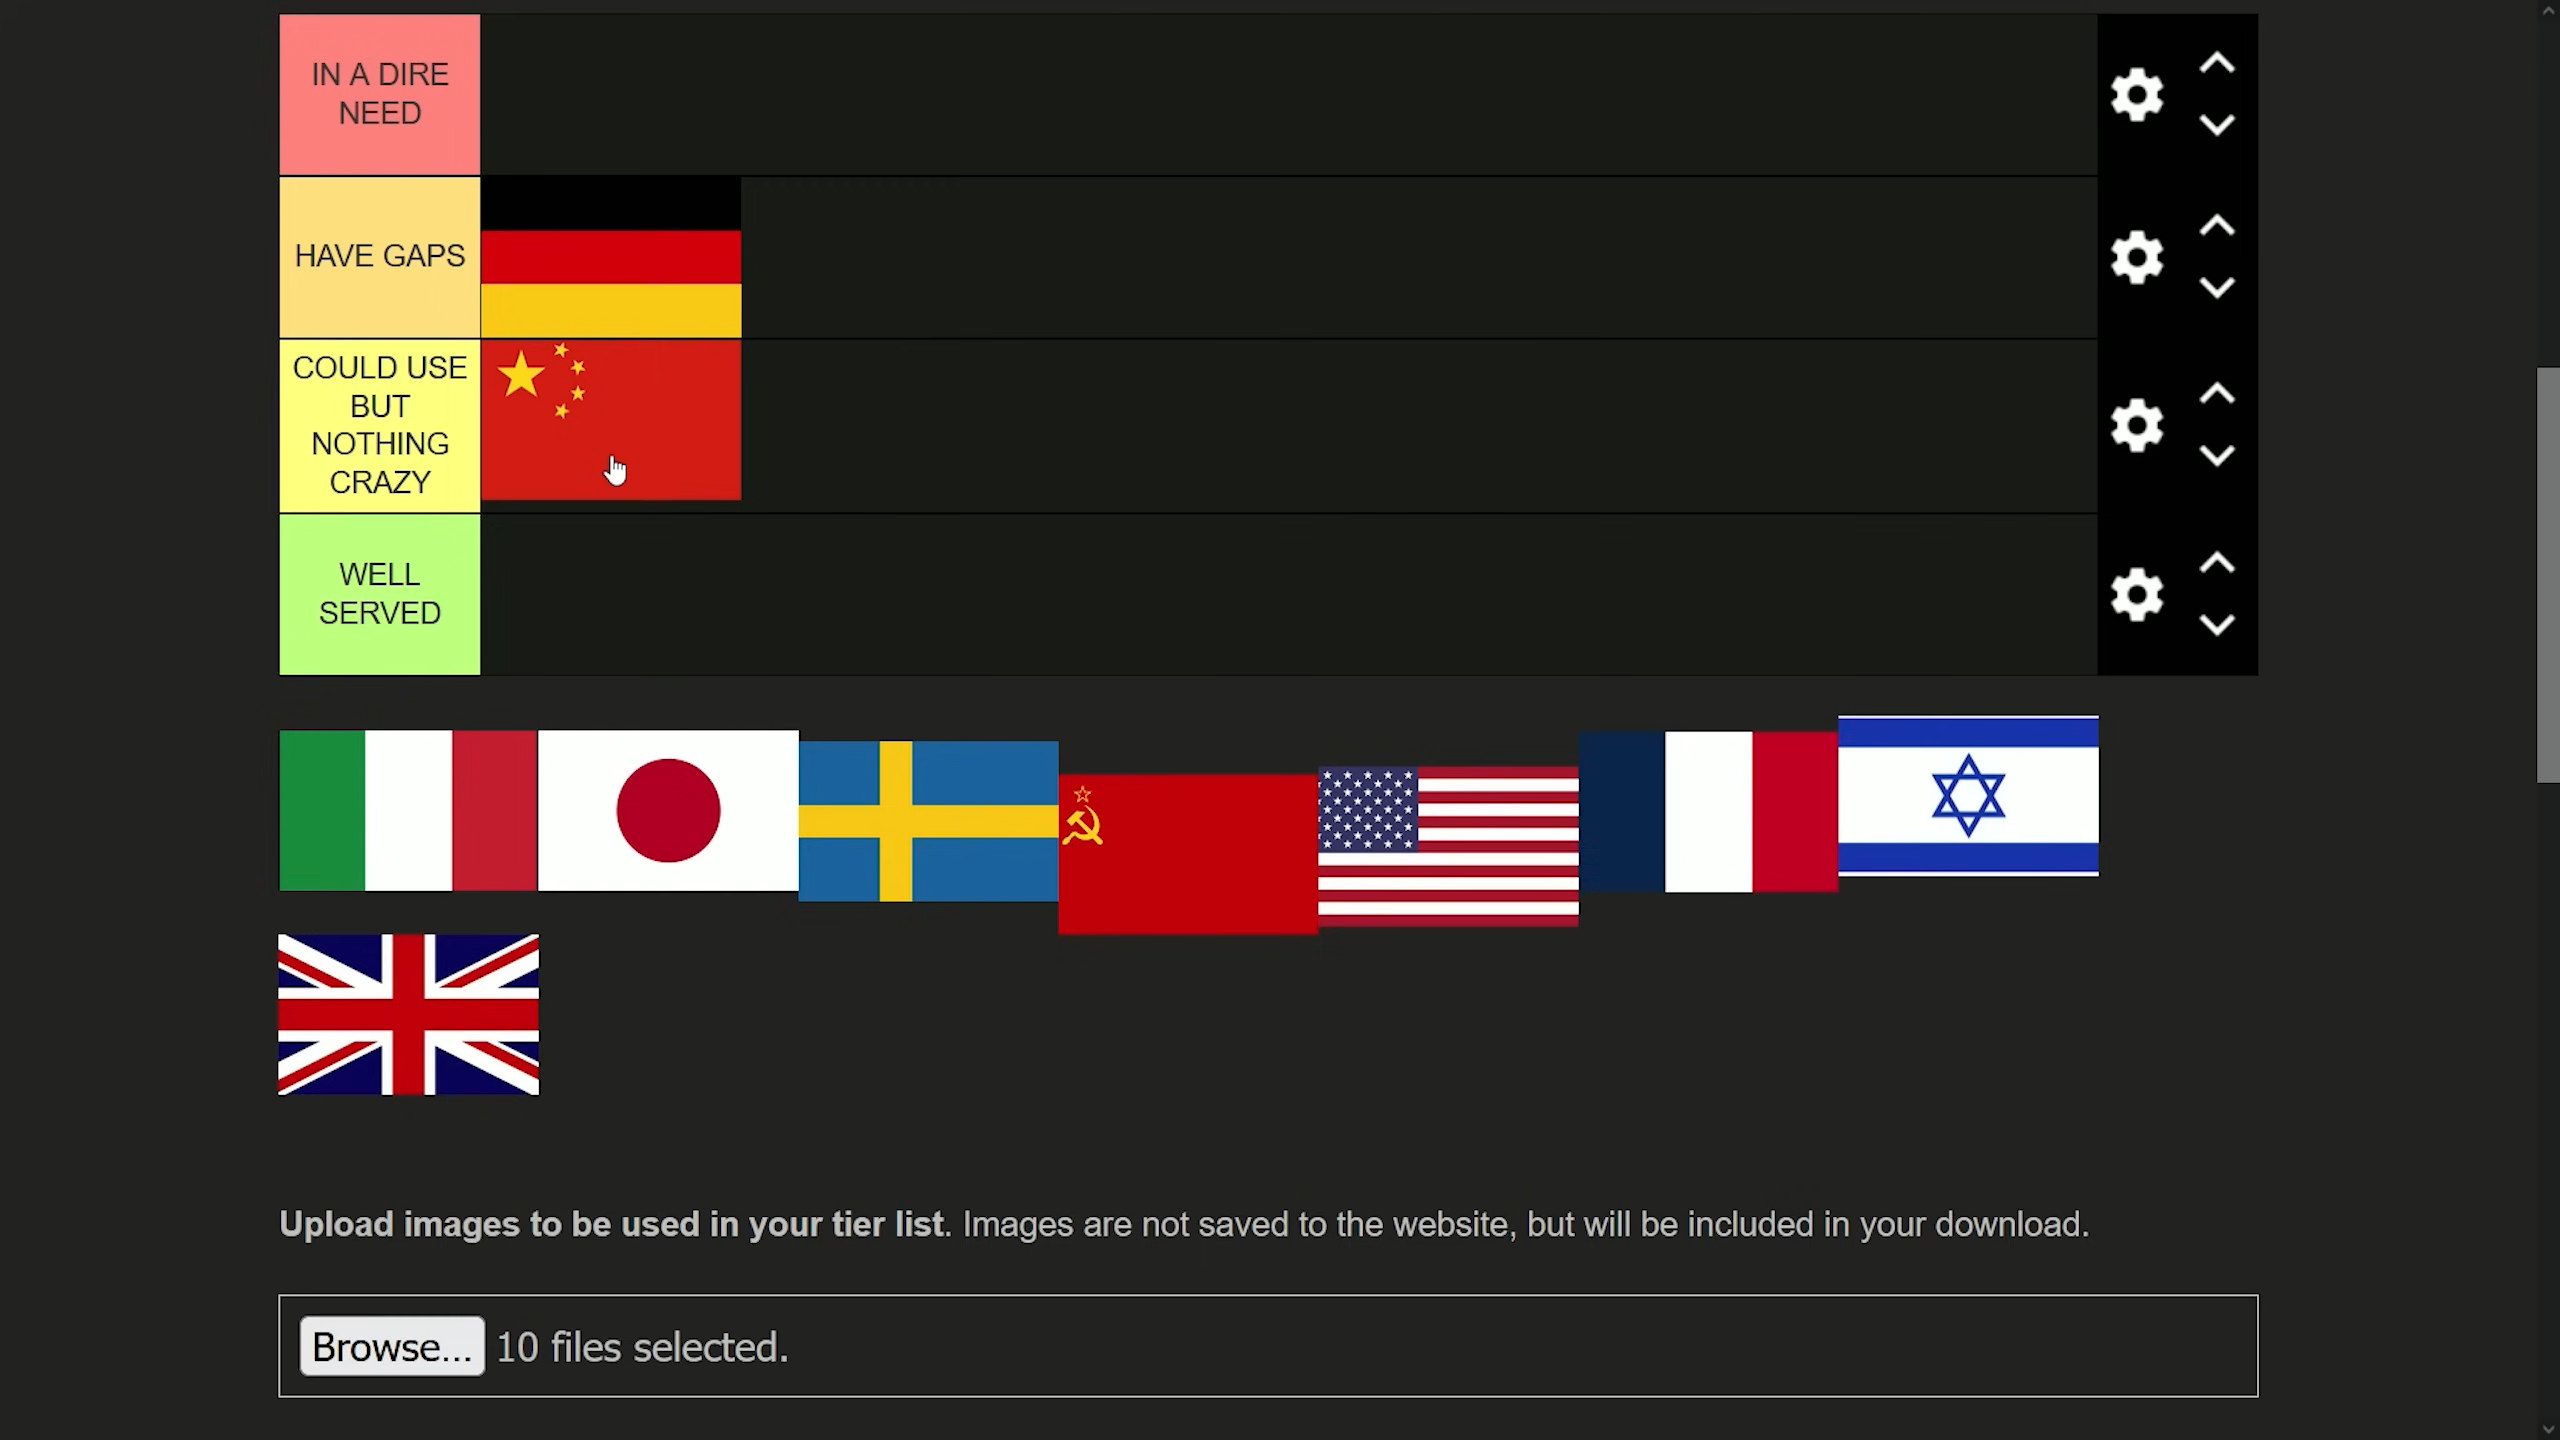 IN A DIRE
NEED
HAVE GAPS
COULD USE
BUT
NOTHING
CRAZY
WELL
SERVED
Upload images to be used in your tier list. Images are not saved to the website, but will be included in your download.
Browse... 10 files selected.